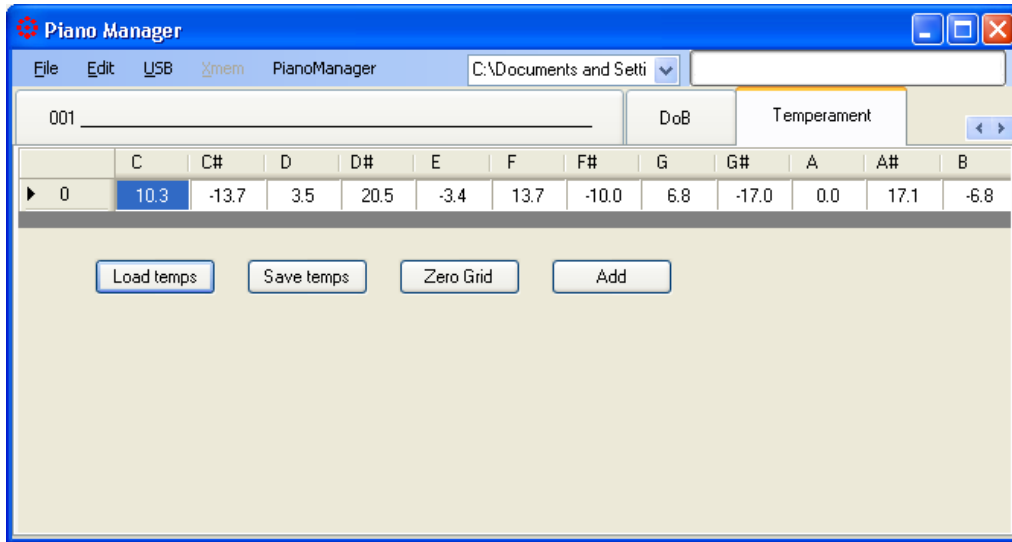 Piano Manager
File Edit USB Xmem PianoManager C:\Documents and Setti
001 DoB Temperament
C C# D D# E F F# G G# A A# B
0 10.3 -13.7 3.5 20.5 -3.4 13.7 -10.0 6.8 -17.0 0.0 17.1 -6.8
Load temps Save temps Zero Grid Add